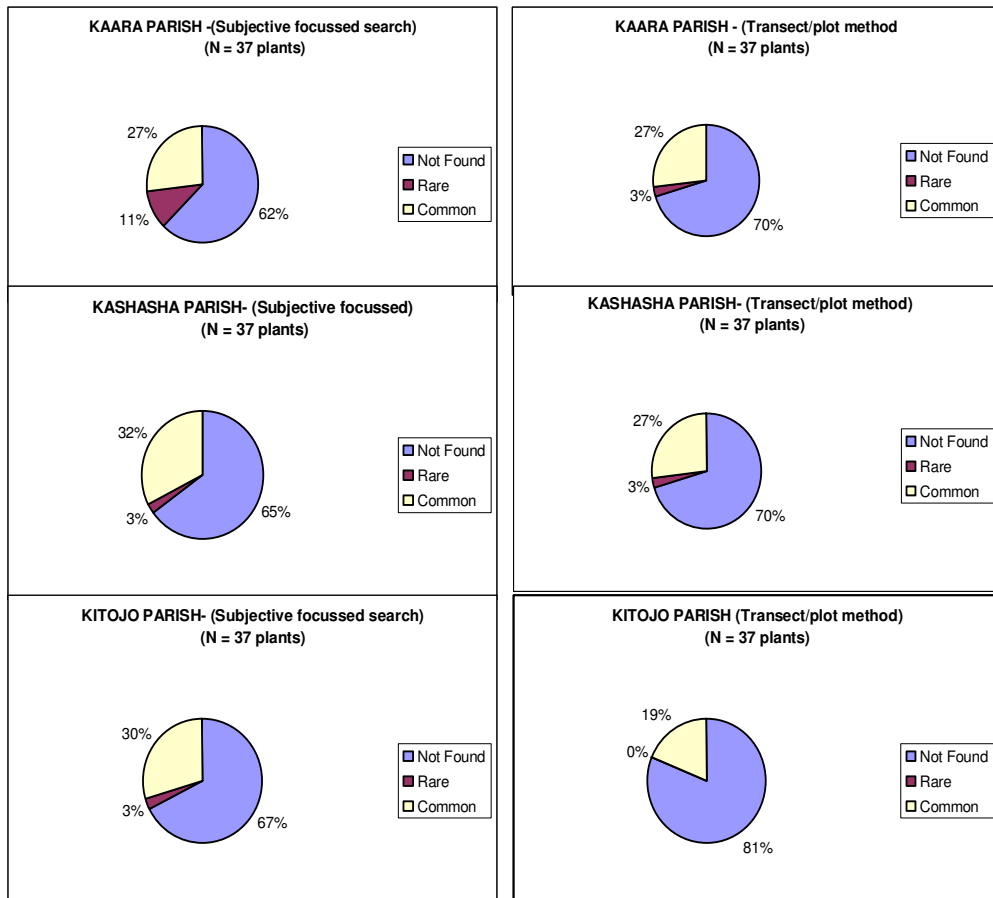 KAARA PARISH -(Subjective focussed search)
(N = 37 plants)
27%
11%
62%
Not Found
Rare
Common
KAARA PARISH - (Transect/plot method
(N = 37 plants)
27%
3%
70%
Not Found
Rare
Common
KASHASHA PARISH- (Subjective focussed)
(N = 37 plants)
32%
3%
65%
Not Found
Rare
Common
KASHASHA PARISH- (Transect/plot method)
(N = 37 plants)
27%
3%
70%
Not Found
Rare
Common
KITOJO PARISH- (Subjective focussed search)
(N = 37 plants)
30%
3%
67%
Not Found
Rare
Common
KITOJO PARISH (Transect/plot method)
(N = 37 plants)
19%
0%
81%
Not Found
Rare
Common